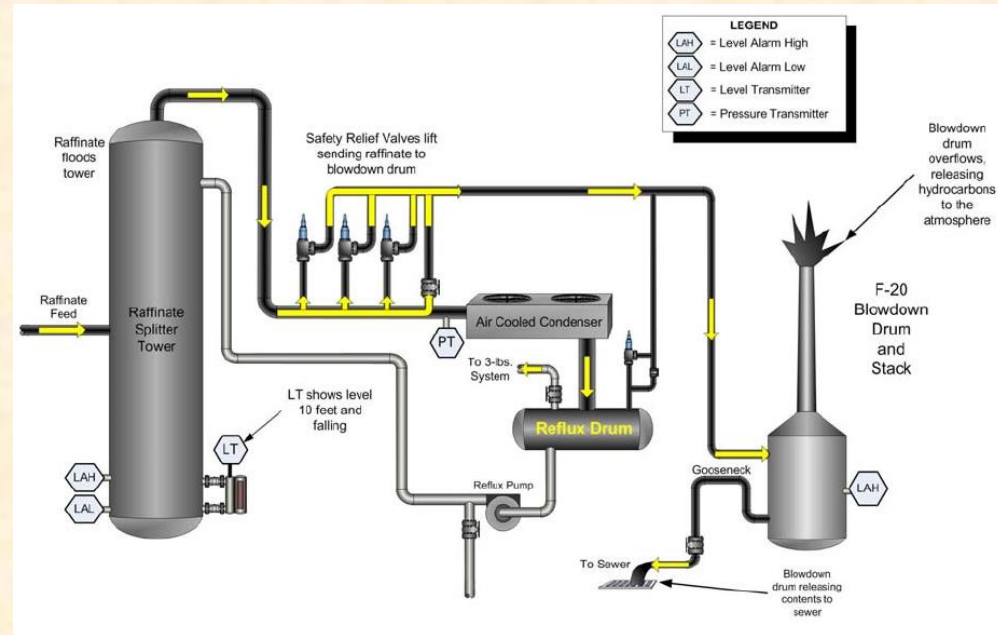 LEGEND
LAH = Level Alarm High
LAL = Level Alarm Low
LT = Level Transmitter
PT = Pressure Transmitter
Blowdown
drum
overflows,
releasing
hydrocarbons
to the
atmosphere
Raffinate
floods
tower
Safety Relief Valves lift
sending raffinate to
blowdown drum
Raffinate
Feed
Raffinate
Splitter
Tower
PT
Air Cooled Condenser
F-20
Blowdown
Drum
and
Stack
To 3-lbs.
System
LT shows level
10 feet and
falling
Reflux Drum
LT
LAH
LAL
Reflux Pump
Gooseneck
LAH
To Sewer
Blowdown
drum releasing
contents to
sewer